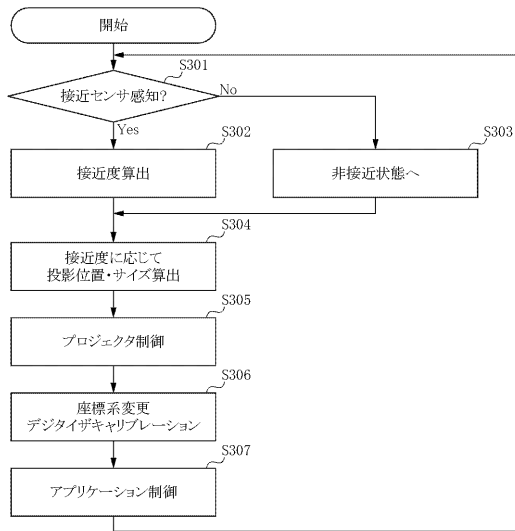 開始
S301
接近センサ感知?
No
Yes
S302
接近度算出
S303
非接近状態へ
S304
接近度に応じて
投影位置・サイズ算出
S305
プロジェクタ制御
S306
座標系変更
デジタイザキャリブレーション
S307
アプリケーション制御